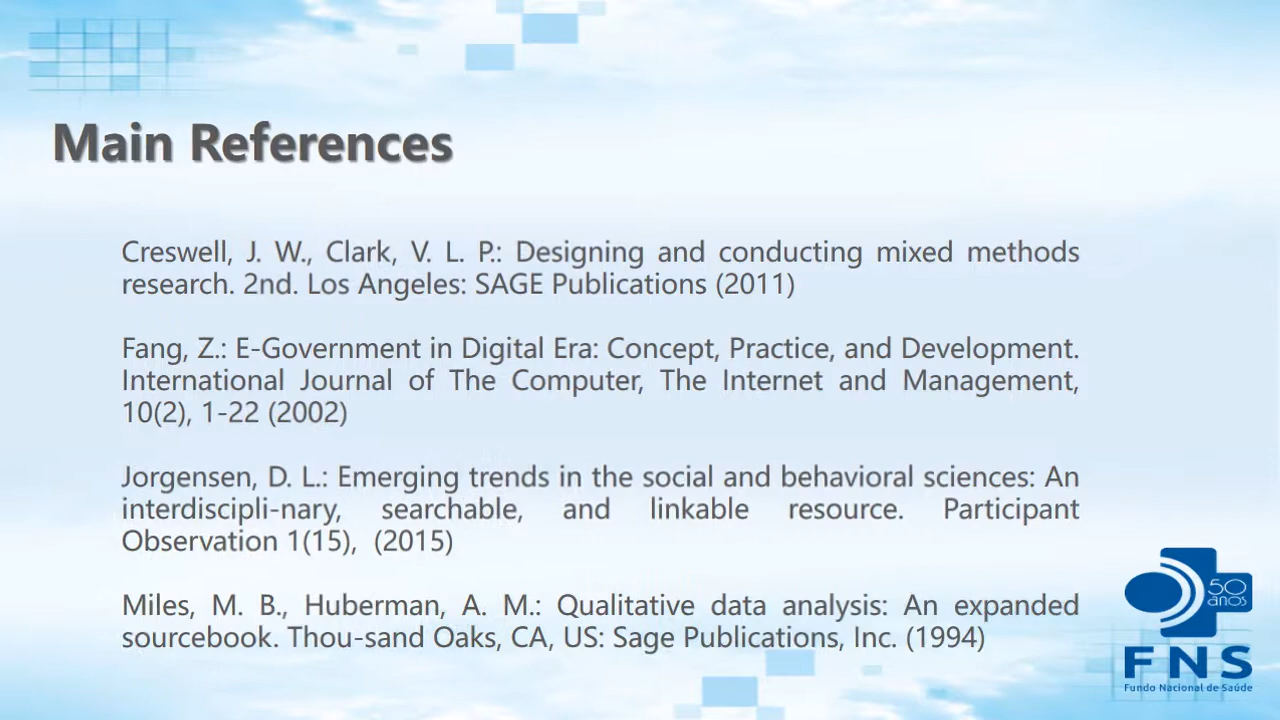 Main References
Creswell, J. W., Clark, V. L. P.: Designing and conducting mixed methods
research. 2nd. Los Angeles: SAGE Publications (2011)
Fang, Z.: E-Government in Digital Era: Concept, Practice, and Development.
International Journal of The Computer, The Internet and Management,
10(2), 1-22 (2002)
Jorgensen, D. L.: Emerging trends in the social and behavioral sciences: An
interdiscipli-nary, searchable, and linkable resource. Participant
Observation 1(15), (2015)
Miles, M. B., Huberman, A. M.: Qualitative data analysis: An expanded
sourcebook. Thou-sand Oaks, CA, US: Sage Publications, Inc. (1994)
50
anos
FNS
Fundo Nacional de Saúde